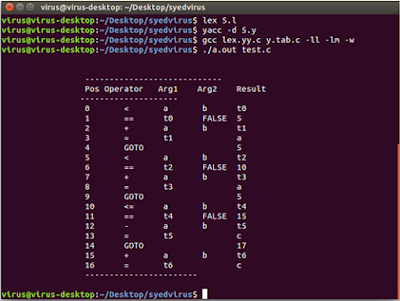 virus@virus-desktop: ~/Desktop/syedvirus
virus@virus-desktop:~/Desktop/syedvirus$ lex 5.l
virus@virus-desktop:~/Desktop/syedvirus$ yacc -d 5.y
virus@virus-desktop:~/Desktop/syedvirus$ gcc lex.yy.c y.tab.c -ll -lm -w
virus@virus-desktop:~/Desktop/syedvirus$ ./a.out test.c
----------------------------
Pos Operator Arg1 Arg2 Result
-------------------
0 < a b t0
1 == t0 FALSE 5
2 + a b t1
3 = t1 a
4 GOTO 5
5 < a b t2
6 == t2 FALSE 10
7 + a b t3
8 = t3 a
9 GOTO 5
10 <= a b t4
11 == t4 FALSE 15
12 - a b t5
13 = t5 c
14 GOTO 17
15 + a b t6
16 = t6 c
-----------------------
virus@virus-desktop:~/Desktop/syedvirus$